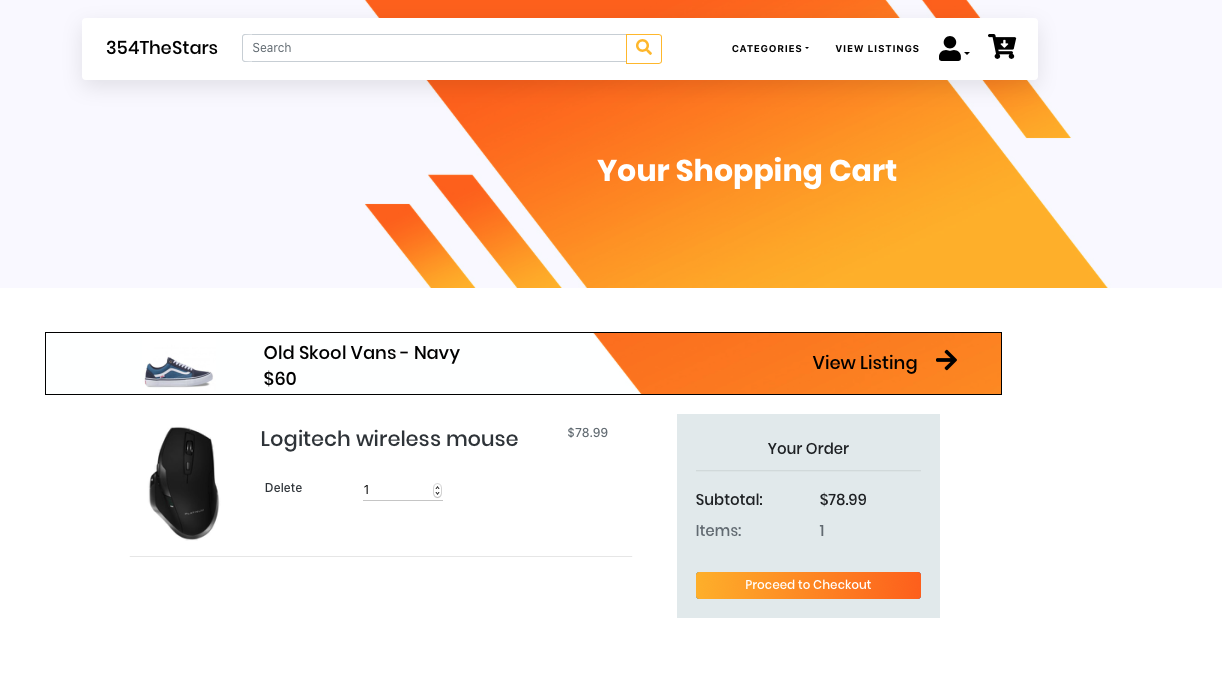 354TheStars
Search
CATEGORIES
VIEW LISTINGS
Your Shopping Cart
Old Skool Vans - Navy
$60
View Listing
Logitech wireless mouse
$78.99
Delete
1
Your Order
Subtotal: $78.99
Items: 1
Proceed to Checkout